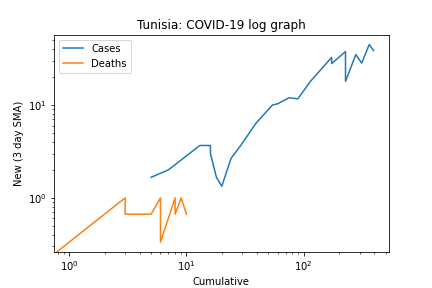 Tunisia: COVID-19 log graph
Cases
Deaths
New (3 day SMA)
10¹
10⁰
10⁰ 10¹ 10²
Cumulative